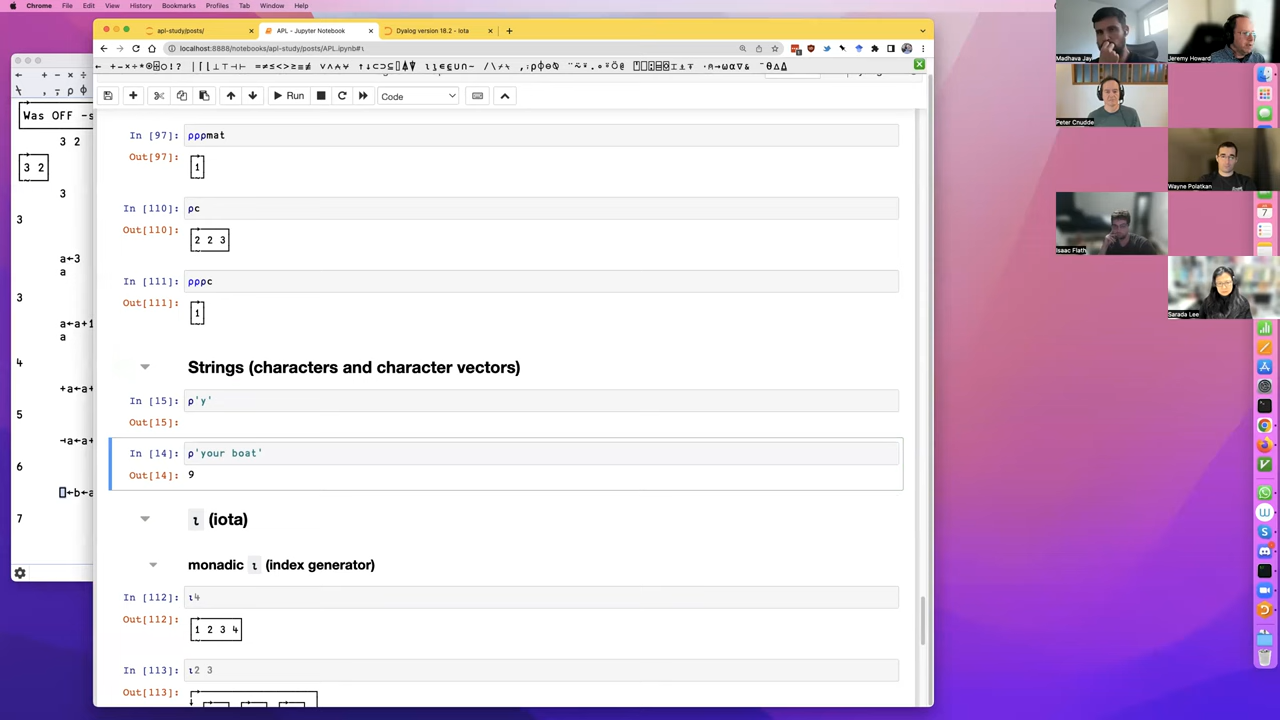 Chrome File Edit View History Bookmarks Profiles Tab Window Help
apl-study/posts/
APL - Jupyter Notebook
Dyalog version 18.2 - Iota
localhost:8888/notebooks/apl-study/posts/APL.ipynb#⍳
Run
Code
In [97]: ⍴⍴⍴mat
Out[97]: 1
In [110]: ⍴c
Out[110]: 2 2 3
In [111]: ⍴⍴⍴c
Out[111]: 1
Strings (characters and character vectors)
In [15]: ⍴'y'
Out[15]:
In [14]: ⍴'your boat'
Out[14]: 9
⍳ (iota)
monadic ⍳ (index generator)
In [112]: ⍳4
Out[112]: 1 2 3 4
In [113]: ⍳2 3
Out[113]:
Was OFF -s
3 2
3 2
3
3
a←3
a
3
a←a+1
a
4
+a←a+
5
⊣a←a+
6
⎕←b←a
7
Madhava Jay
Jeremy Howard
Peter Cnudde
Wayne Polatkan
Isaac Flath
Sarada Lee